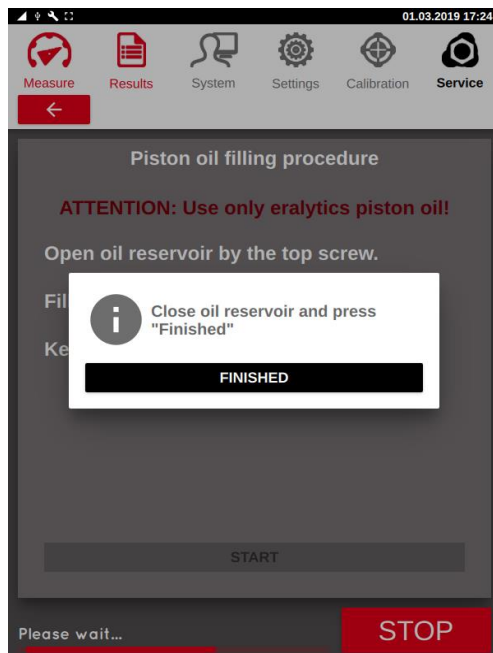 01.03.2019 17:24
Measure
Results
System
Settings
Calibration
Service
Piston oil filling procedure
ATTENTION: Use only eralytics piston oil!
Open oil reservoir by the top screw.
Fil
Ke
Close oil reservoir and press
"Finished"
FINISHED
START
Please wait...
STOP